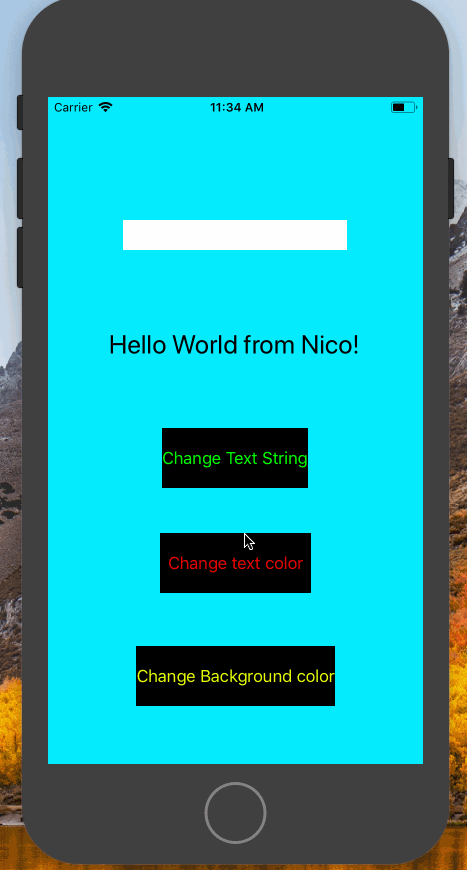 Carrier 11:34 AM
Hello World from Nico!
Change Text String
Change text color
Change Background color